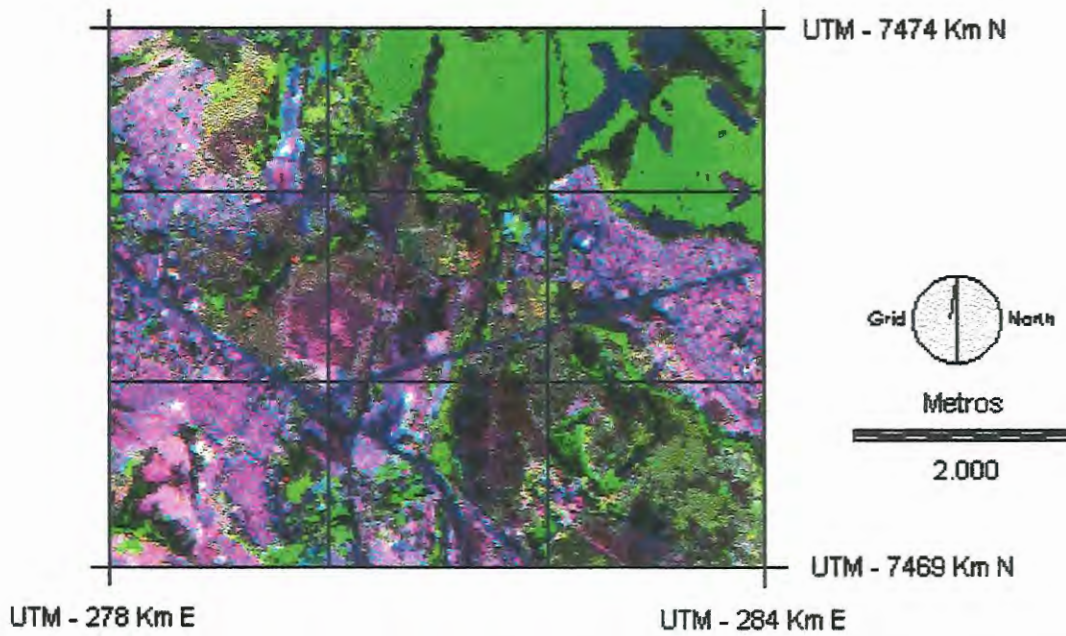 UTM - 7474 Km N
Grid North
Metros
2.000
UTM - 7469 Km N
UTM - 278 Km E
UTM - 284 Km E